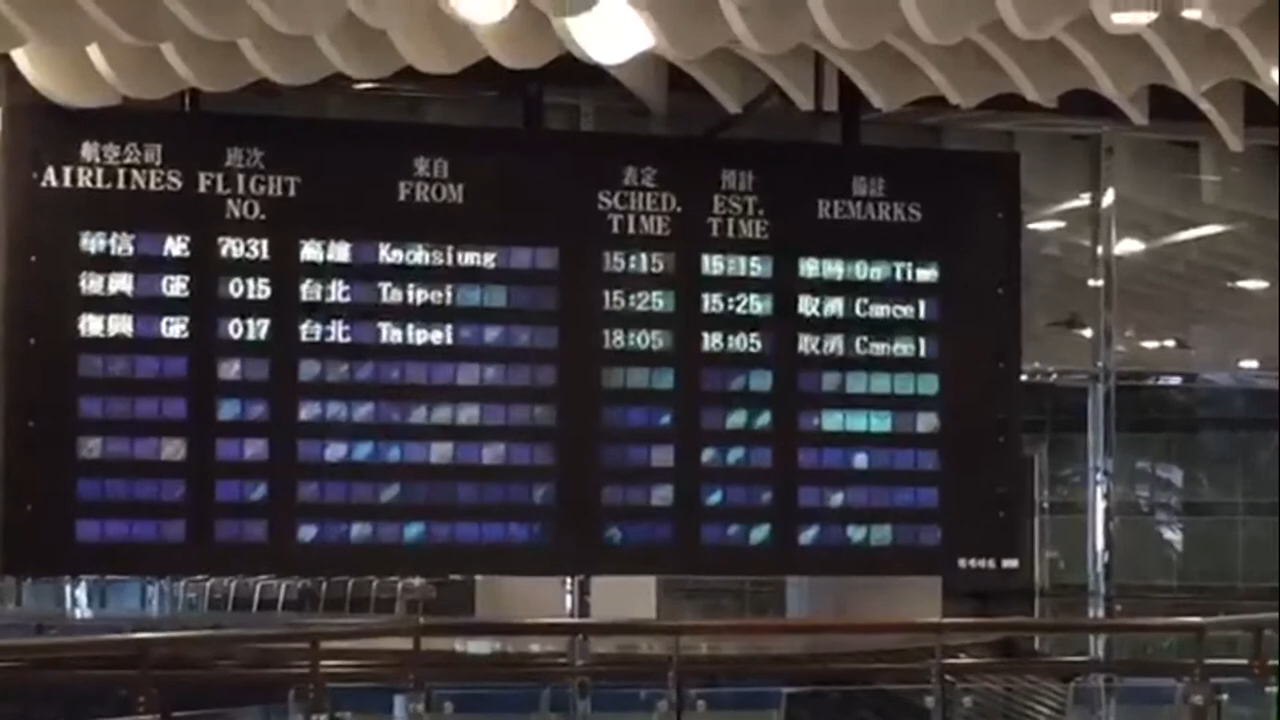 航空公司 班次 來自 表定 預計 備註
AIRLINES FLIGHT NO. FROM SCHED. TIME EST. TIME REMARKS
華信 AE 7931 高雄 Kaohsiung 15:15 15:15 準時 On Time
復興 GE 015 台北 Taipei 15:25 15:25 取消 Cancel
復興 GE 017 台北 Taipei 18:05 18:05 取消 Cancel